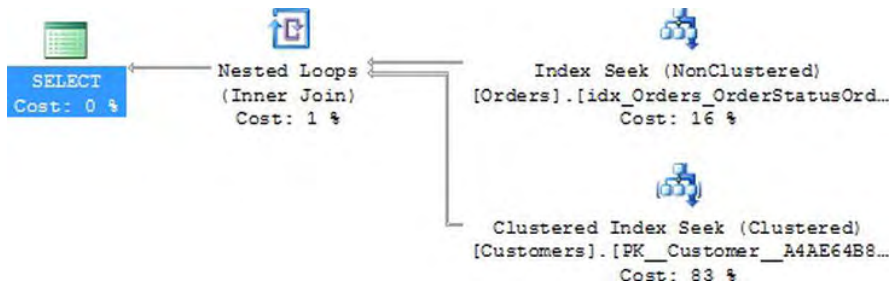 SELECT
Cost: 0 %
Nested Loops
(Inner Join)
Cost: 1 %
Index Seek (NonClustered)
[Orders].[idx_Orders_OrderStatusOrd…
Cost: 16 %
Clustered Index Seek (Clustered)
[Customers].[PK__Customer__A4AE64B8…
Cost: 83 %